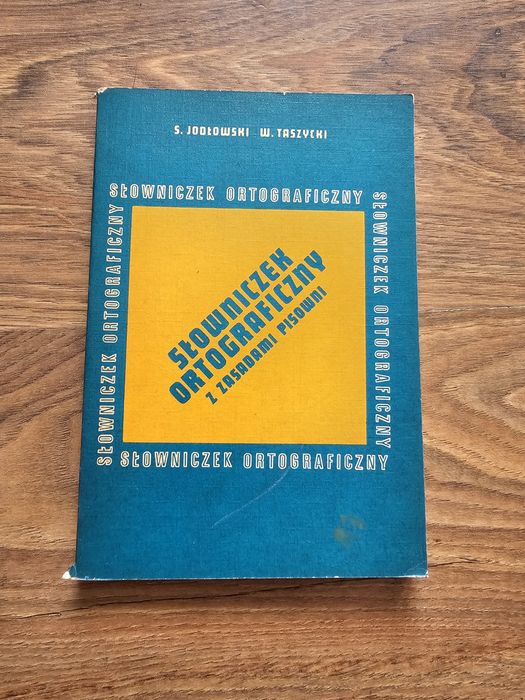 S. JODŁOWSKI W. TASZYCKI
SŁOWNICZEK ORTOGRAFICZNY
SŁOWNICZEK ORTOGRAFICZNY
SŁOWNICZEK ORTOGRAFICZNY
SŁOWNICZEK
ORTOGRAFICZNY
Z ZASADAMI PISOWNI
SŁOWNICZEK ORTOGRAFICZNY